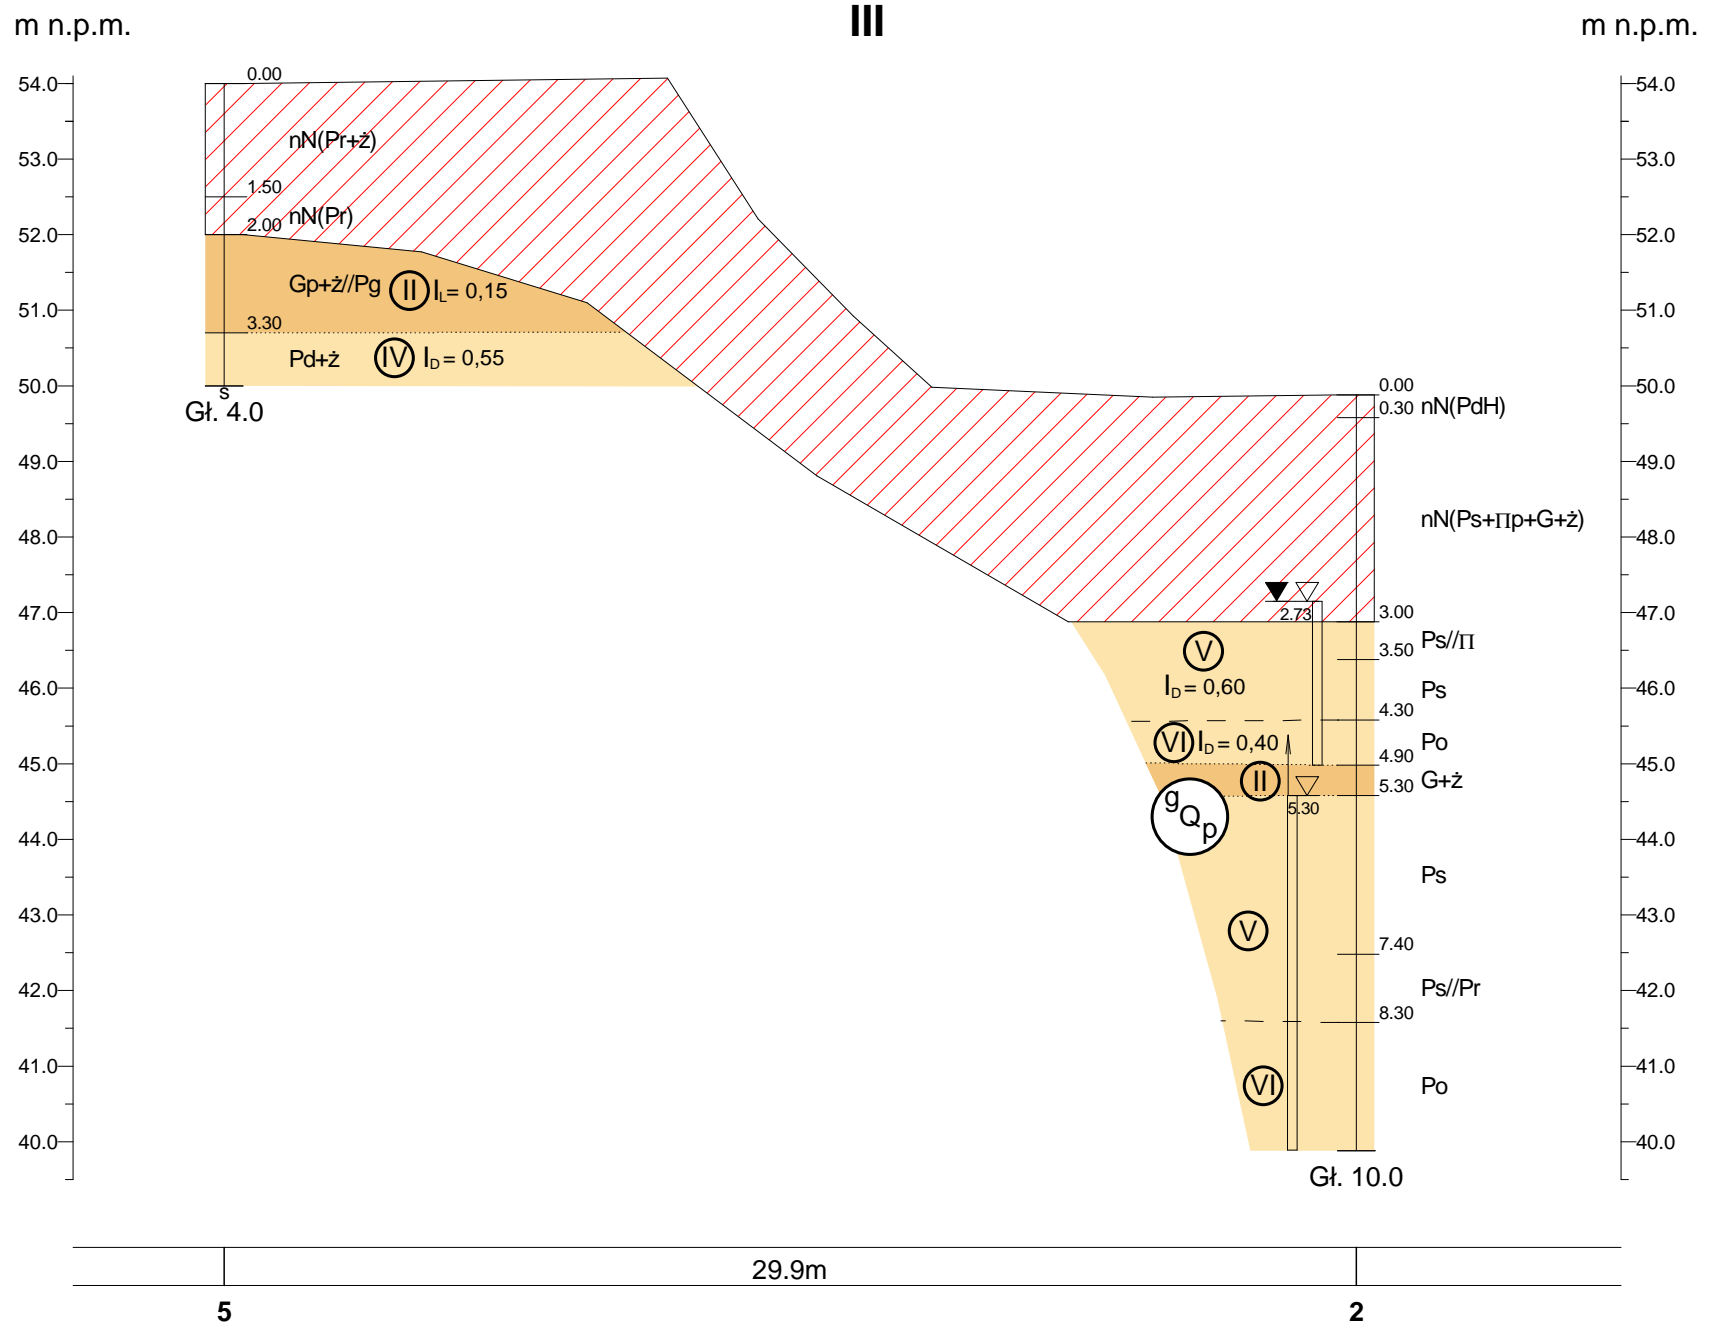 III
m n.p.m.
m n.p.m.
54.0
53.0
52.0
51.0
50.0
49.0
48.0
47.0
46.0
45.0
44.0
43.0
42.0
41.0
40.0
0.00
nN(Pr+ż)
1.50
nN(Pr)
2.00
Gp+ż//Pg II IL= 0,15
3.30
Pd+ż IV ID= 0,55
s
Gł. 4.0
0.00
0.30 nN(PdH)
nN(Ps+Πp+G+ż)
2.73
3.00
Ps//Π
V
3.50
ID= 0,60
Ps
4.30
VI ID= 0,40
Po
4.90
II
G+ż
5.30
5.30
gQp
Ps
V
7.40
Ps//Pr
8.30
VI
Po
Gł. 10.0
54.0
53.0
52.0
51.0
50.0
49.0
48.0
47.0
46.0
45.0
44.0
43.0
42.0
41.0
40.0
29.9m
5
2